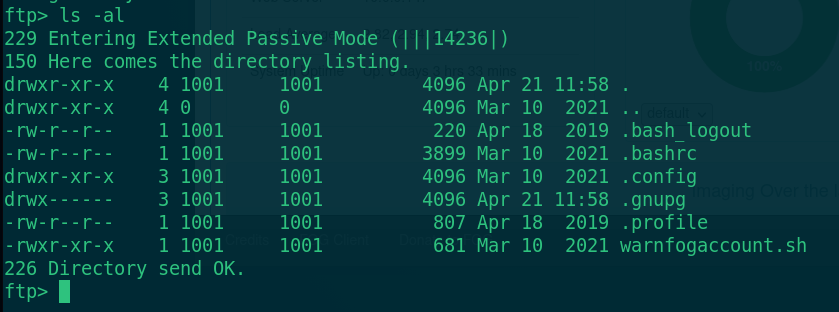 ftp> ls -al
229 Entering Extended Passive Mode (|||14236|)
150 Here comes the directory listing.
drwxr-xr-x    4 1001     1001         4096 Apr 21 11:58 .
drwxr-xr-x    4 0        0            4096 Mar 10  2021 ..
-rw-r--r--    1 1001     1001          220 Apr 18  2019 .bash_logout
-rw-r--r--    1 1001     1001         3899 Mar 10  2021 .bashrc
drwxr-xr-x    3 1001     1001         4096 Mar 10  2021 .config
drwx------    3 1001     1001         4096 Apr 21 11:58 .gnupg
-rw-r--r--    1 1001     1001          807 Apr 18  2019 .profile
-rwxr-xr-x    1 1001     1001          681 Mar 10  2021 warnfogaccount.sh
226 Directory send OK.
ftp>
100%
default
Imaging Over the